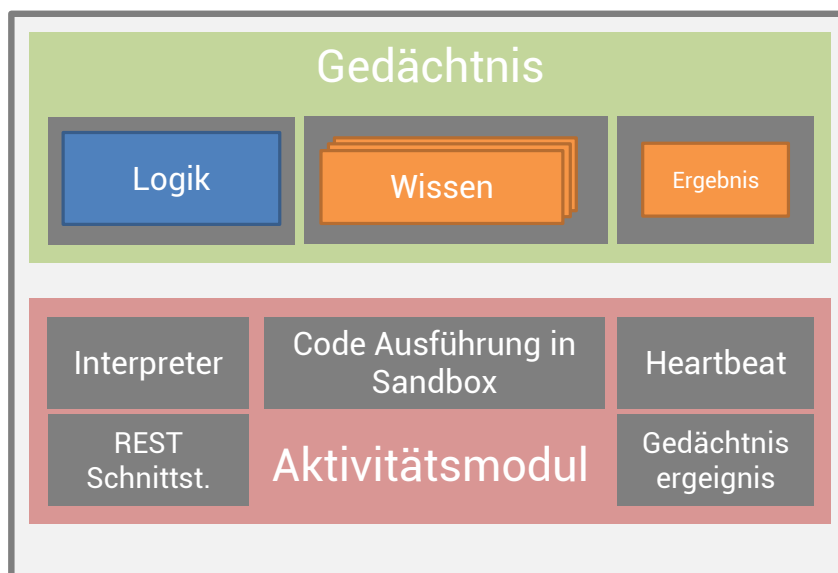 Gedächtnis
Logik
Wissen
Ergebnis
Interpreter
Code Ausführung in
Sandbox
Heartbeat
REST
Schnittst.
Aktivitätsmodul
Gedächtnis
ergeignis